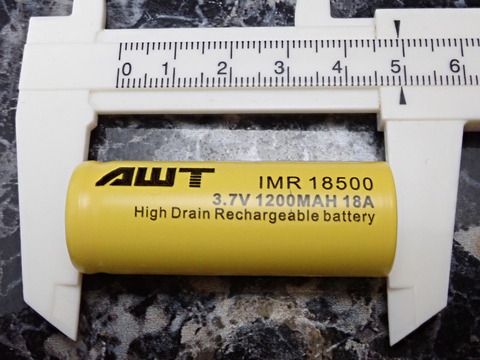 0 1 2 3 4 5 6
AWT IMR 18500
3.7V 1200MAH 18A
High Drain Rechargeable battery